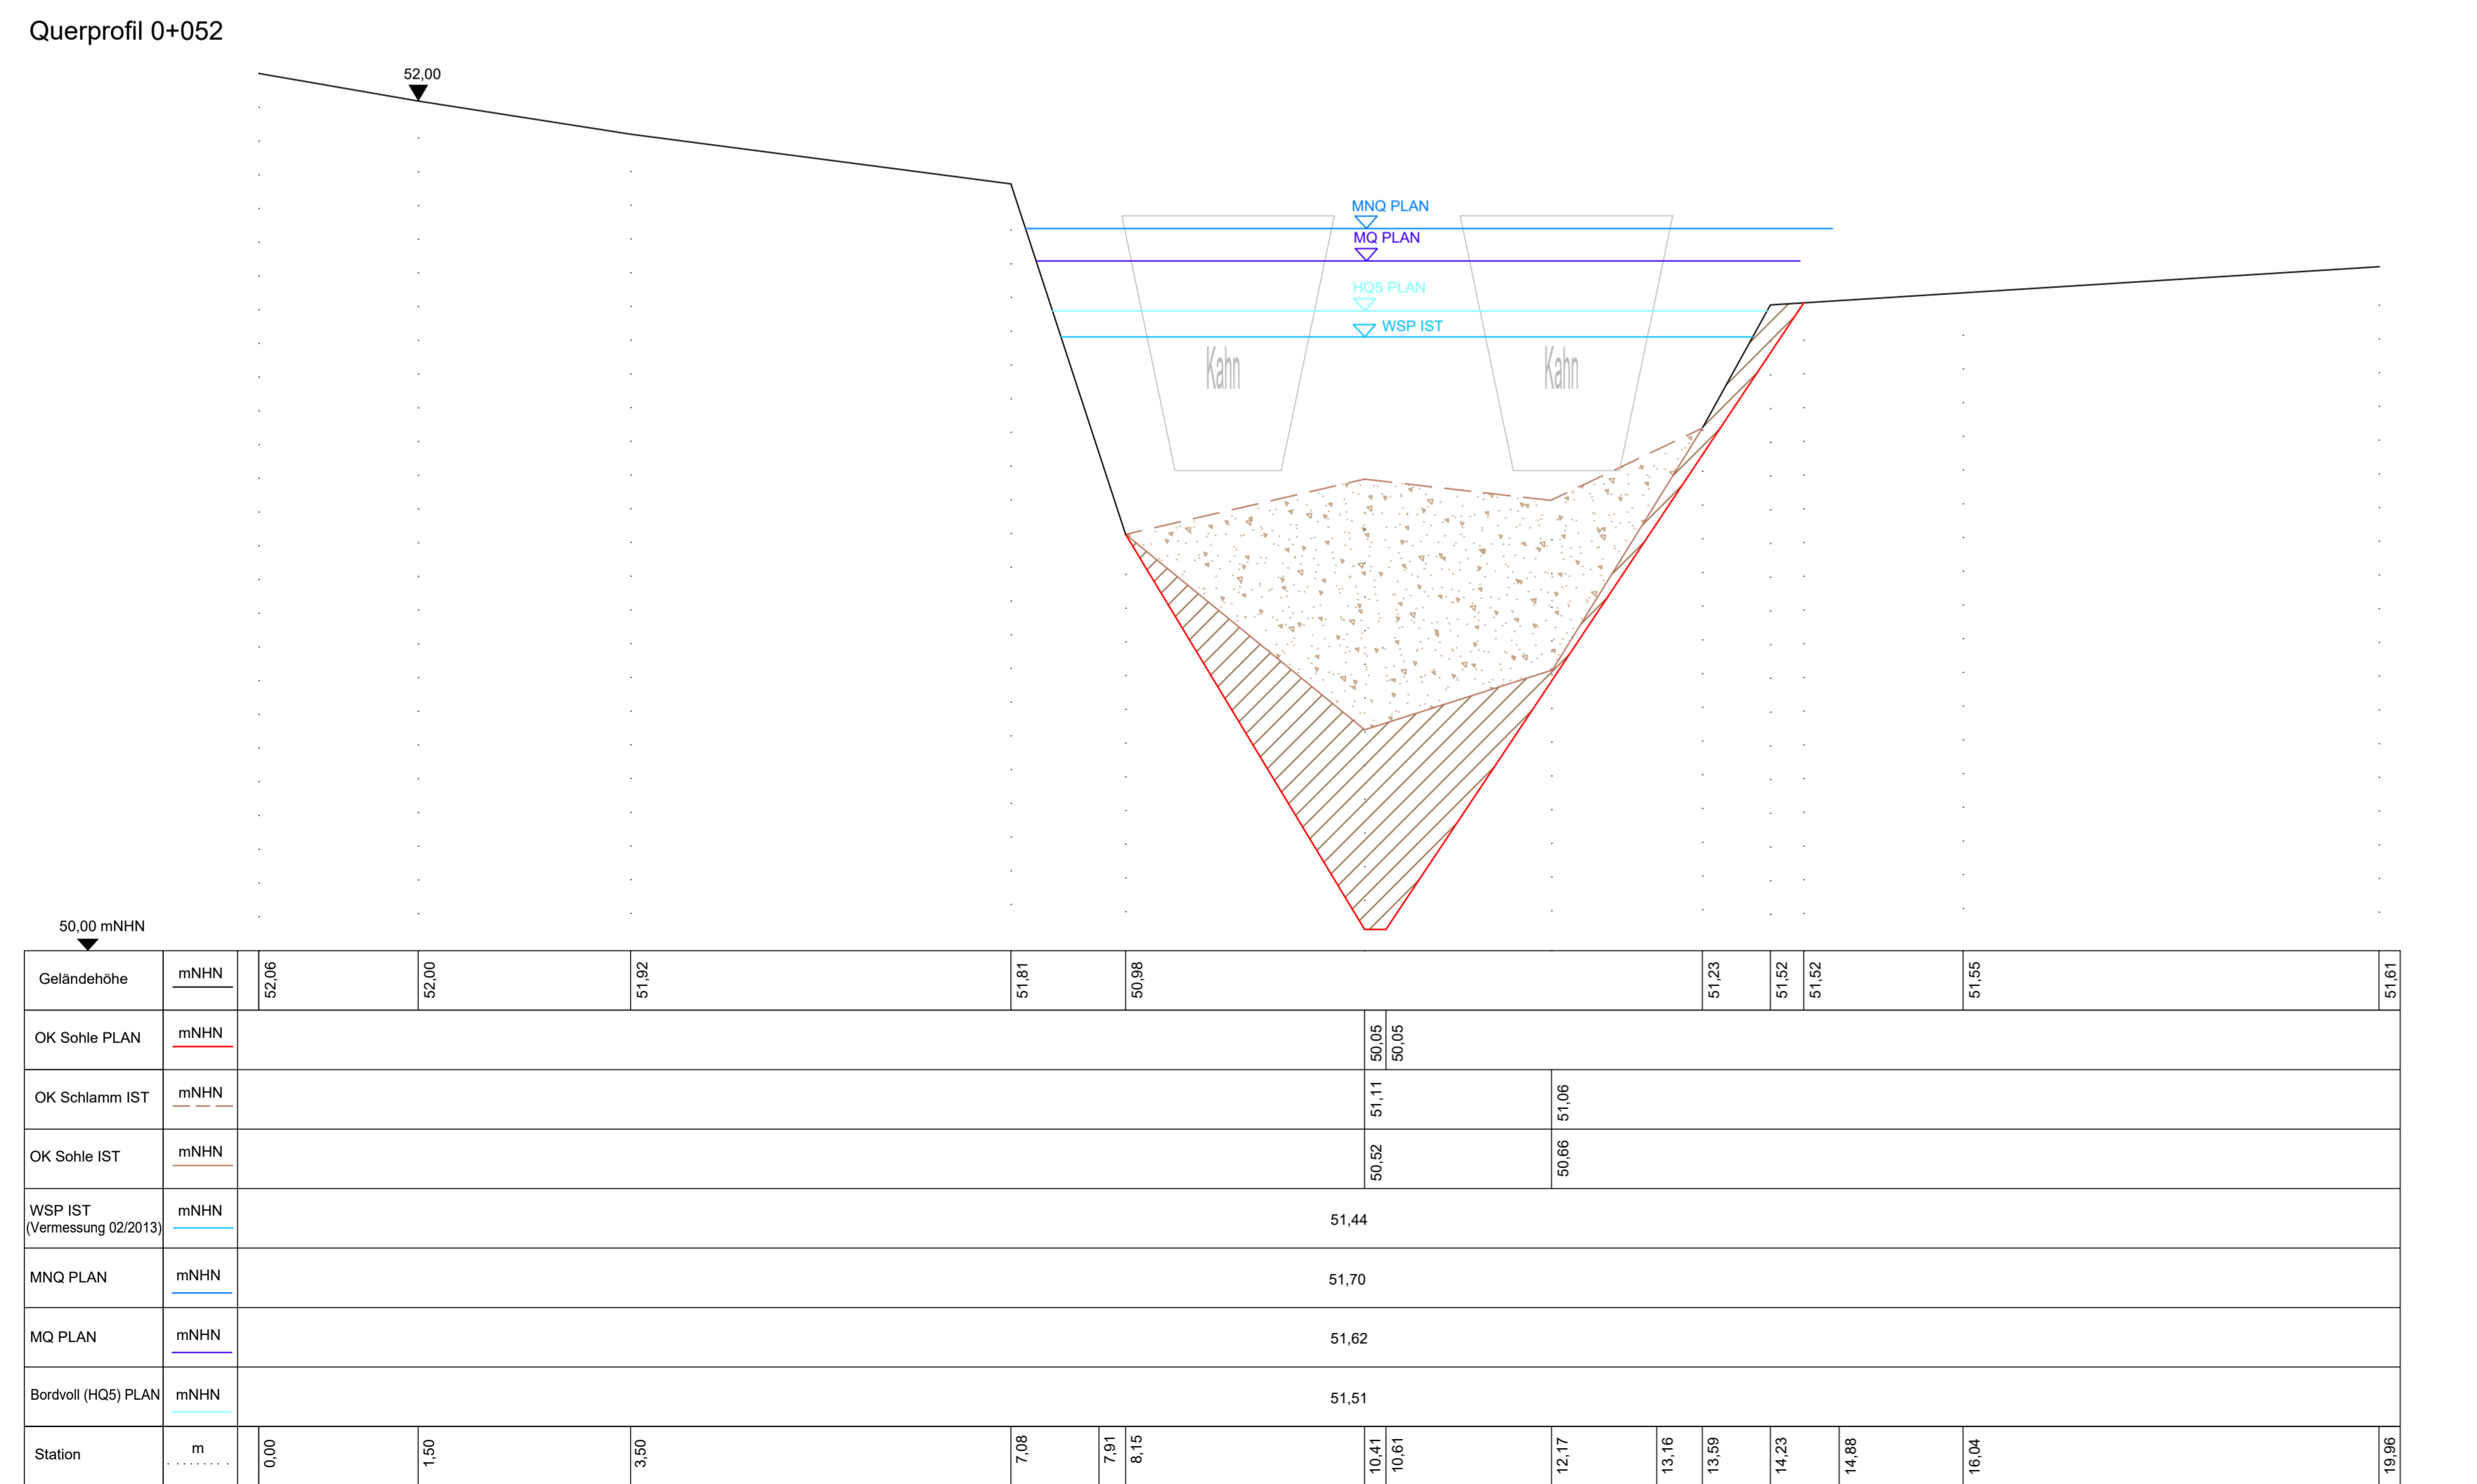 Querprofil 0+052
52,00
MNQ PLAN
MQ PLAN
HQ5 PLAN
WSP IST
Kahn
Kahn
50,00 mNHN
Geländehöhe mNHN 52,06 52,00 51,92 51,81 50,98 51,23 51,52 51,52 51,55 51,61
OK Sohle PLAN mNHN 50,05 50,05
OK Schlamm IST mNHN 51,11 51,06
OK Sohle IST mNHN 50,52 50,66
WSP IST mNHN
(Vermessung 02/2013)
51,44
MNQ PLAN mNHN 51,70
MQ PLAN mNHN 51,62
Bordvoll (HQ5) PLAN mNHN 51,51
Station m 0,00 1,50 3,50 7,08 7,91 8,15 10,41 10,61 12,17 13,16 13,59 14,23 14,88 16,04 19,96